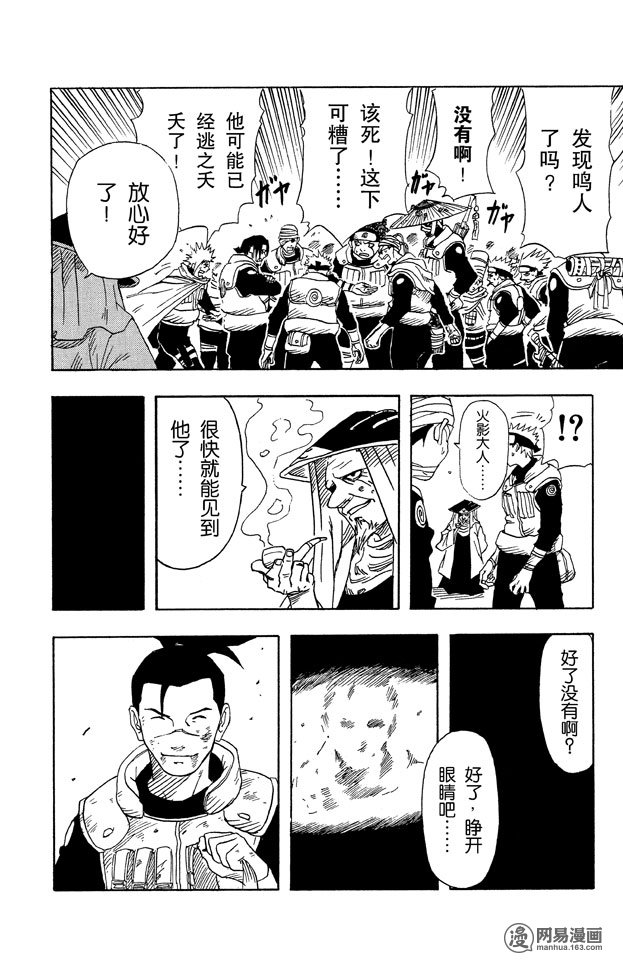 发现鸣人
了吗？
没有啊！
该死！这下
可糟了……
他可能已
经逃之夭
夭了！
放心好
了！
ガヤ
ガヤ
ガヤ
!?
火影大人……
很快就能见到
他了……
好了没有啊？
好了，睁开
眼睛吧……
漫
网易漫画
manhua.163.com